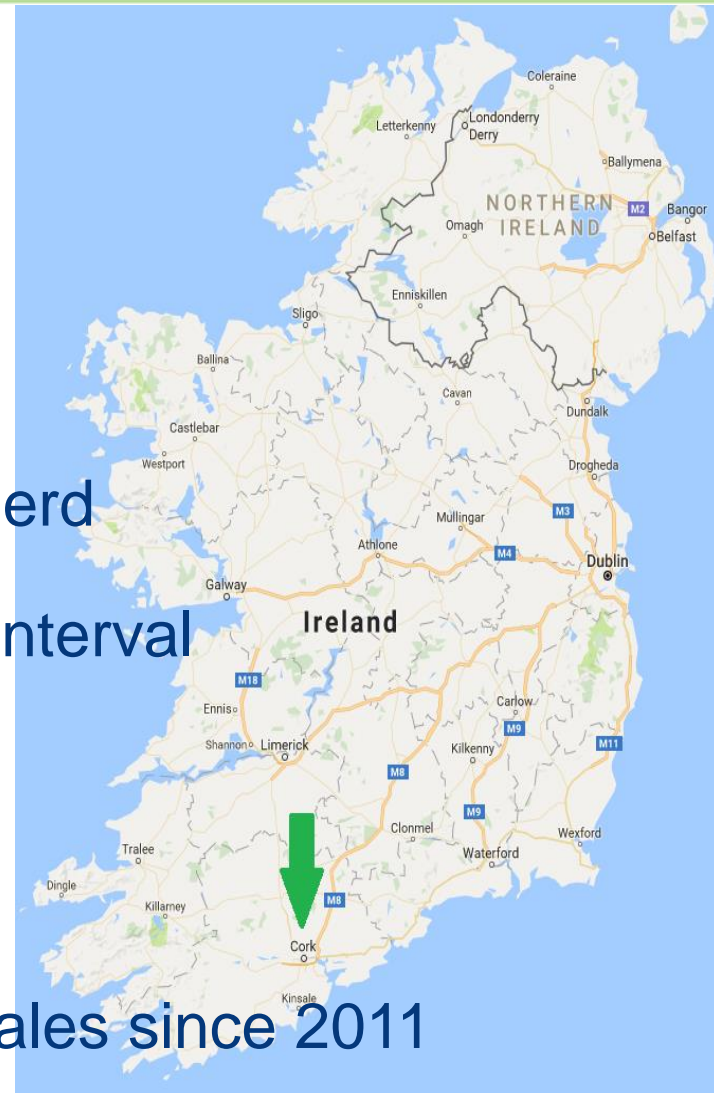 Coleraine
Londonderry
Derry
Letterkenny
Ballymena
NORTHERN
IRELAND
M2
Bangor
Omagh
Belfast
Enniskillen
Sligo
Ballina
Cavan
Dundalk
Castlebar
Westport
Drogheda
erd
Mullingar
M3
Athlone
M4
Dublin
Galway
Ireland
nterval
M18
Carlow
Ennis
M9
Shannon
Limerick
Kilkenny
M11
M8
M9
Clonmel
Wexford
Tralee
Waterford
Dingle
M8
Killarney
Cork
Kinsale
ales since 2011